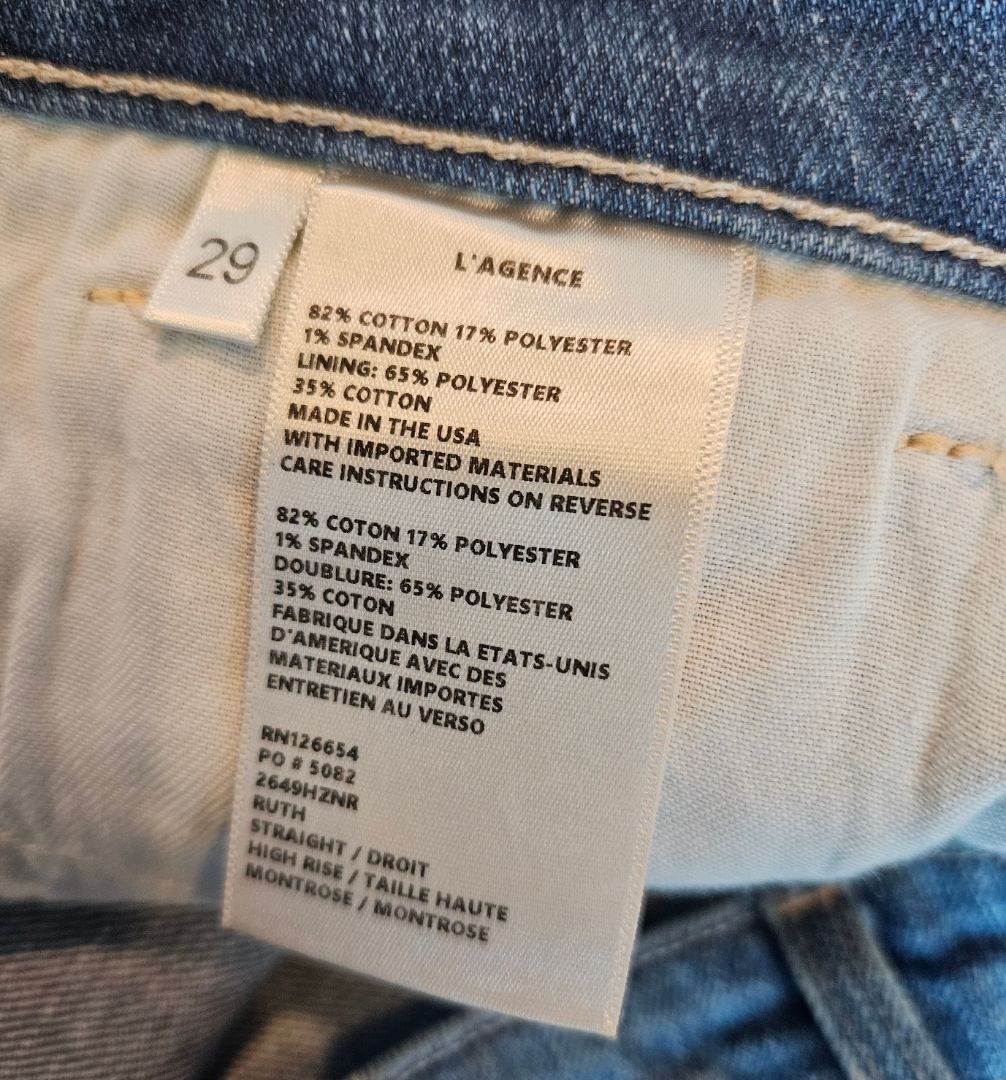 29
L'AGENCE
82% COTTON 17% POLYESTER
1% SPANDEX
LINING: 65% POLYESTER
35% COTTON
MADE IN THE USA
WITH IMPORTED MATERIALS
CARE INSTRUCTIONS ON REVERSE
82% COTON 17% POLYESTER
1% SPANDEX
DOUBLURE: 65% POLYESTER
35% COTON
FABRIQUE DANS LA ETATS-UNIS
D'AMERIQUE AVEC DES
MATERIAUX IMPORTES
ENTRETIEN AU VERSO
RN126654
PO # 5082
2649HZNR
RUTH
STRAIGHT / DROIT
HIGH RISE / TAILLE HAUTE
MONTROSE / MONTROSE